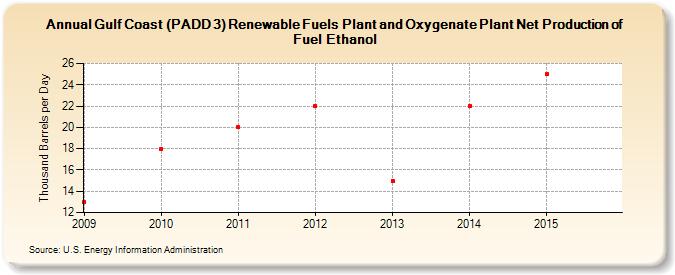 Annual Gulf Coast (PADD 3) Renewable Fuels Plant and Oxygenate Plant Net Production of
Fuel Ethanol
Thousand Barrels per Day
26
24
22
20
18
16
14
12
2009 2010 2011 2012 2013 2014 2015
Source: U.S. Energy Information Administration